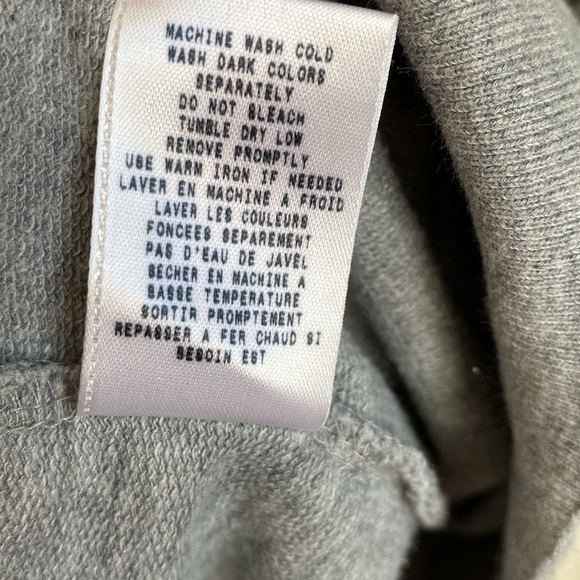 MACHINE WASH COLD
WASH DARK COLORS
SEPARATELY
DO NOT BLEACH
TUMBLE DRY LOW
REMOVE PROMPTLY
USE WARM IRON IF NEEDED
LAVER EN MACHINE A FROID
LAVER LES COULEURS
FONCEES SEPAREMENT
PAS D'EAU DE JAVEL
SECHER EN MACHINE A
BASSE TEMPERATURE
SORTIR PROMPTEMENT
REPASSER A FER CHAUD SI
BESOIN EST